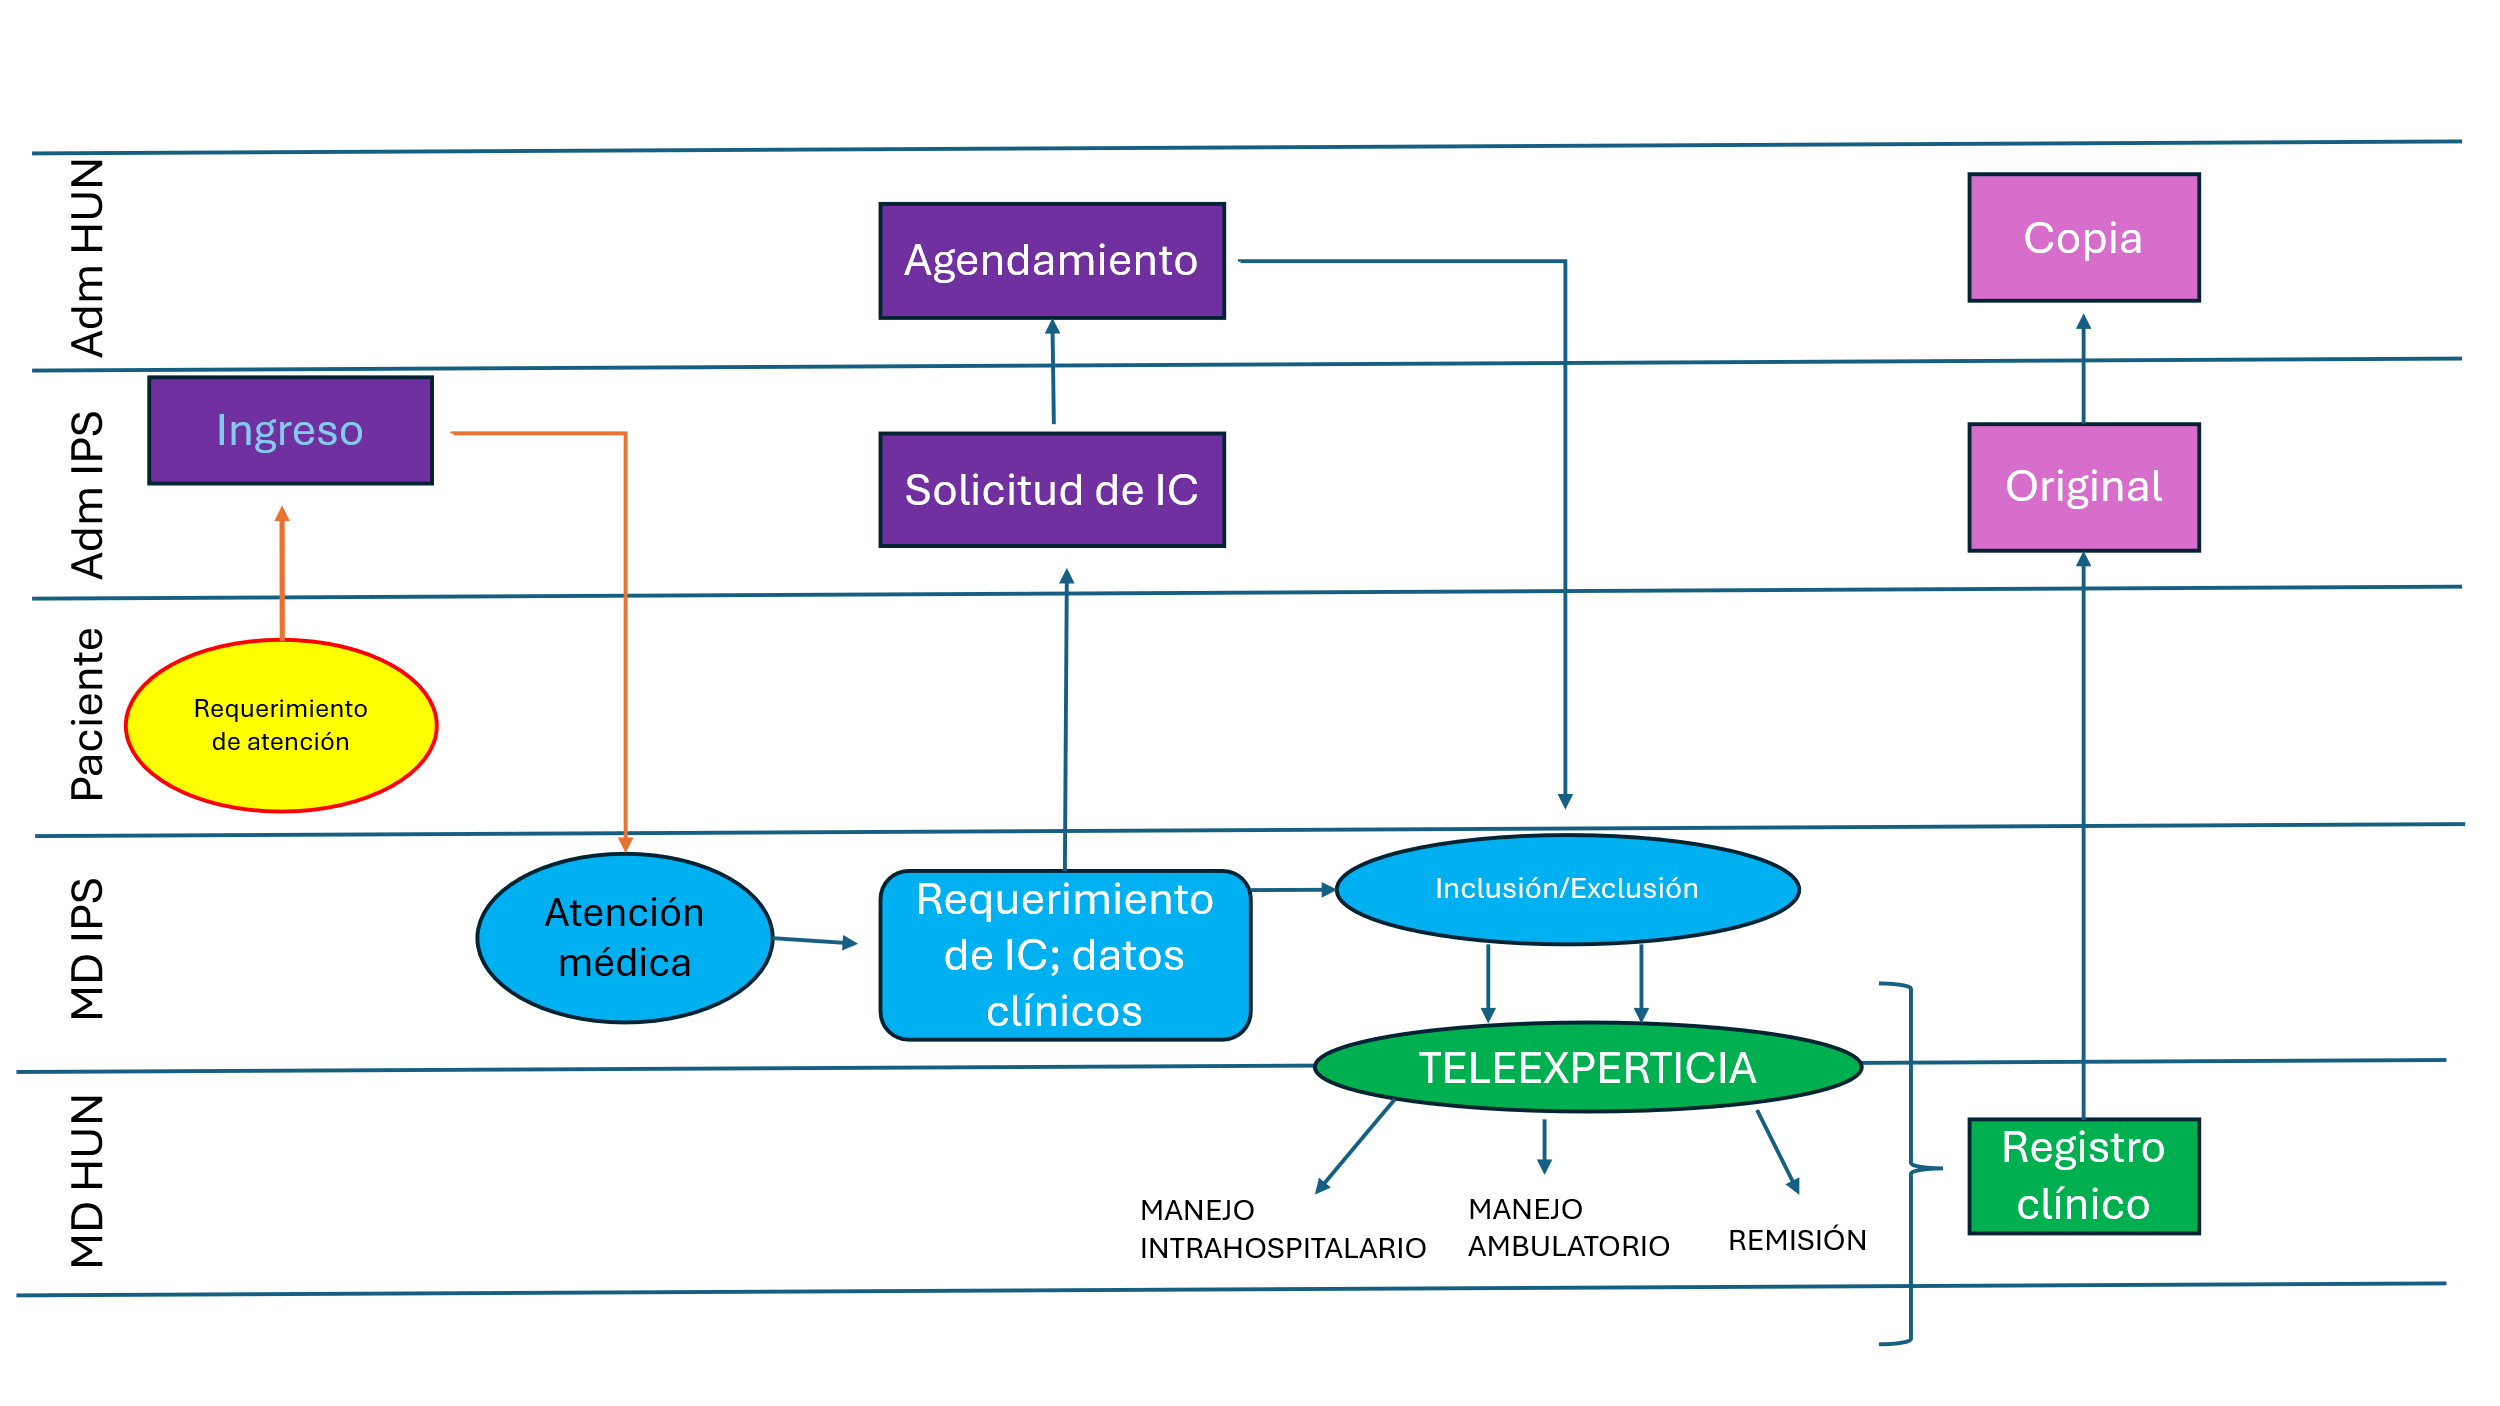 Adm HUN
Agendamiento
Copia
Adm IPS
Ingreso
Solicitud de IC
Original
Paciente
Requerimiento
de atención
MD IPS
Atención
médica
Requerimiento
de IC; datos
clínicos
Inclusión/Exclusión
TELEEXPERTICIA
MD HUN
MANEJO
INTRAHOSPITALARIO
MANEJO
AMBULATORIO
REMISIÓN
Registro
clínico